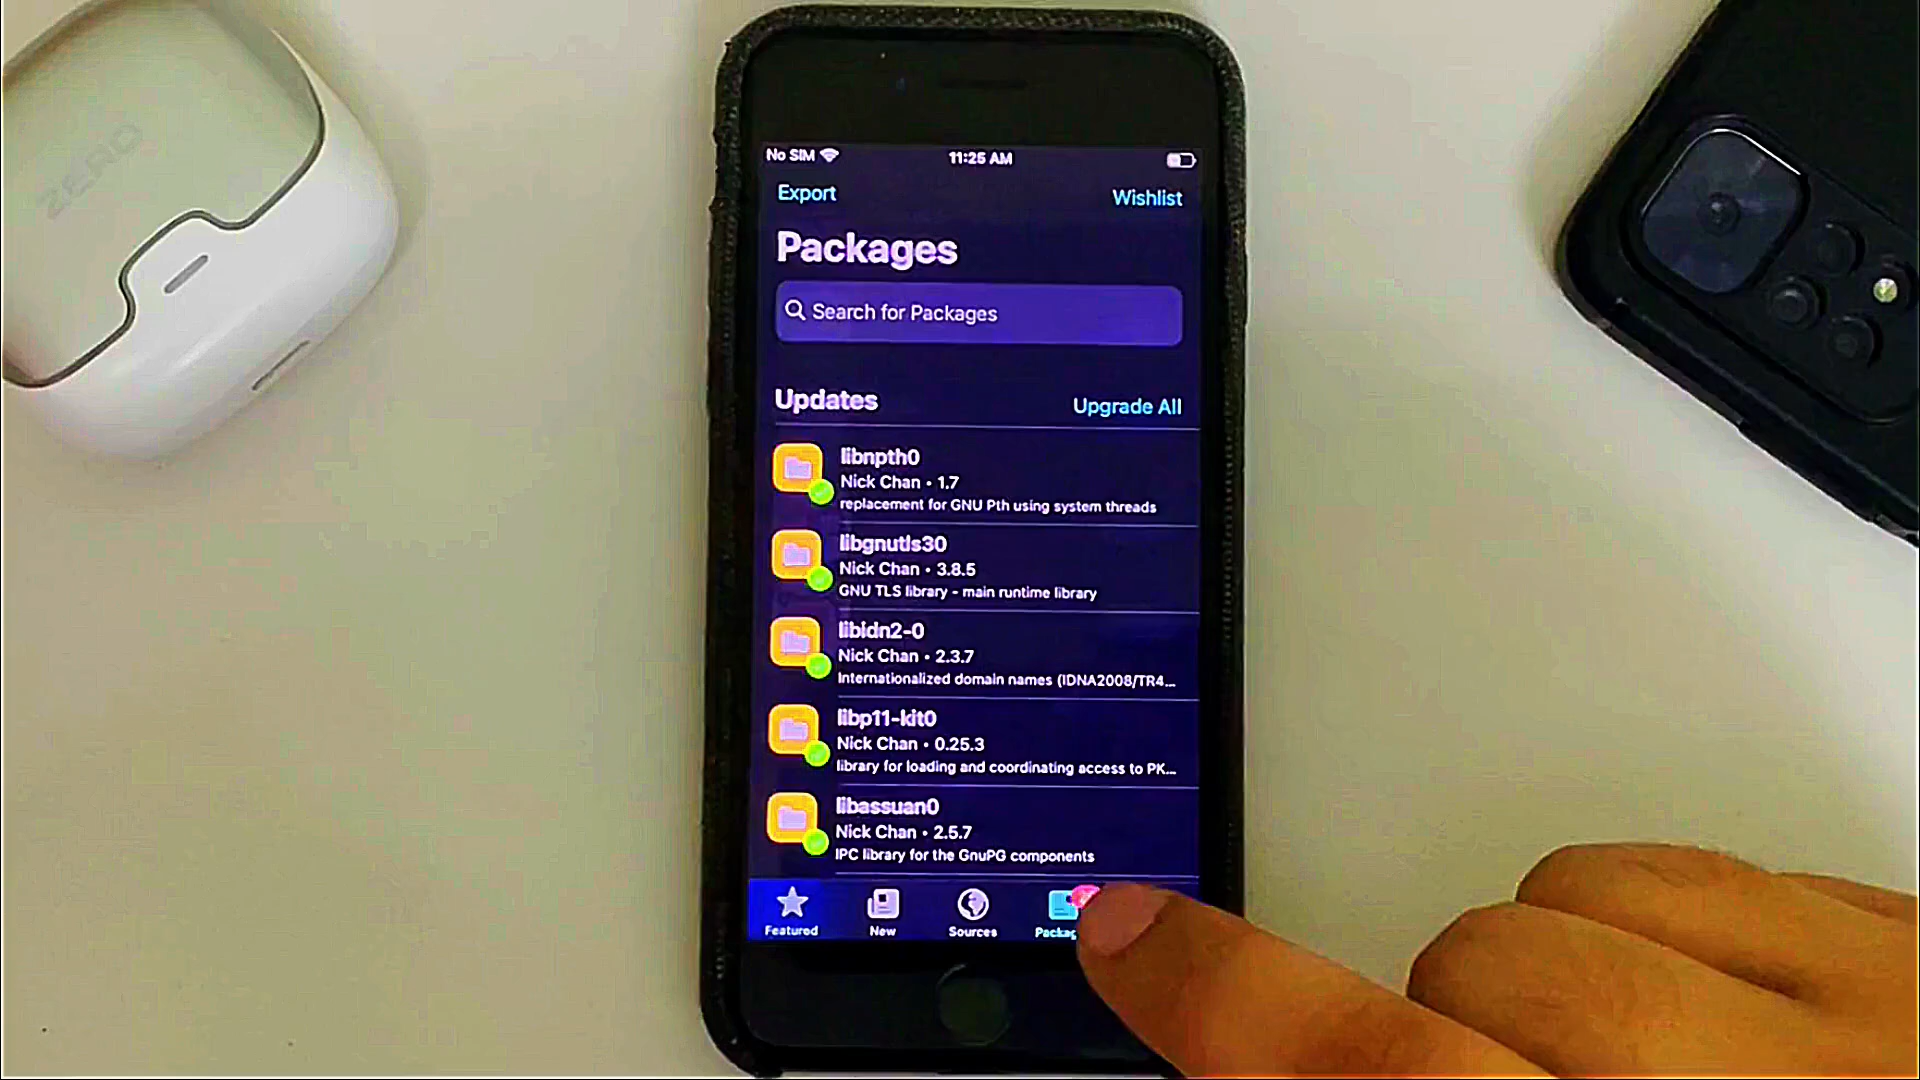 ZERO
No SIM
11:25 AM
Export
Wishlist
Packages
Search for Packages
Updates
Upgrade All
libnpth0
Nick Chan • 1.7
replacement for GNU Pth using system threads
libgnutls30
Nick Chan • 3.8.5
GNU TLS library - main runtime library
libidn2-0
Nick Chan • 2.3.7
Internationalized domain names (IDNA2008/TR4...
libp11-kit0
Nick Chan • 0.25.3
library for loading and coordinating access to PK...
libassuan0
Nick Chan • 2.5.7
IPC library for the GnuPG components
Featured
New
Sources
Packag